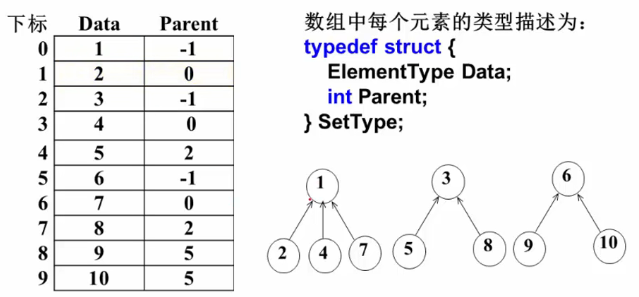 下标 Data Parent
0 1 -1
1 2 0
2 3 -1
3 4 0
4 5 2
5 6 -1
6 7 0
7 8 2
8 9 5
9 10 5
数组中每个元素的类型描述为:
typedef struct {
ElementType Data;
int Parent;
} SetType;
1 3 6
2 4 7 5 8 9 10